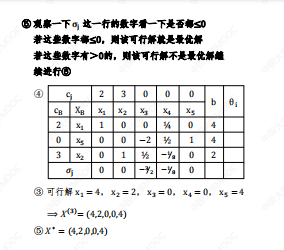 ⑤ 观察一下 σj 这一行的数字看一下是否都≤0
若这些数字都≤0，则该可行解就是最优解
若这些数字有>0的，则该可行解不是最优解继
续进行⑥
④ cj 2 3 0 0 0 b θi
cB XB x₁ x₂ x₃ x₄ x₅
2 x₁ 1 0 0 ¼ 0 4
0 x₅ 0 0 −2 ½ 1 4
3 x₂ 0 1 ½ −⅛ 0 2
σj 0 0 −3/2 −⅛ 0
③ 可行解 x₁ = 4， x₂ = 2， x₃ = 0， x₄ = 0， x₅ = 4
⟹ X⁽³⁾= (4,2,0,0,4)
⑤ X* = (4,2,0,0,4)